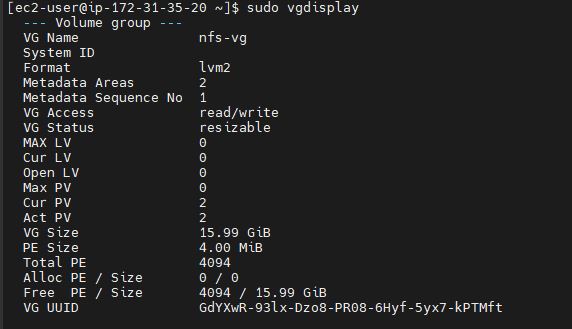 [ec2-user@ip-172-31-35-20 ~]$ sudo vgdisplay
--- Volume group ---
VG Name nfs-vg
System ID
Format lvm2
Metadata Areas 2
Metadata Sequence No 1
VG Access read/write
VG Status resizable
MAX LV 0
Cur LV 0
Open LV 0
Max PV 0
Cur PV 2
Act PV 2
VG Size 15.99 GiB
PE Size 4.00 MiB
Total PE 4094
Alloc PE / Size 0 / 0
Free PE / Size 4094 / 15.99 GiB
VG UUID GdYXwR-93lx-Dzo8-PR08-6Hyf-5yx7-kPTMft